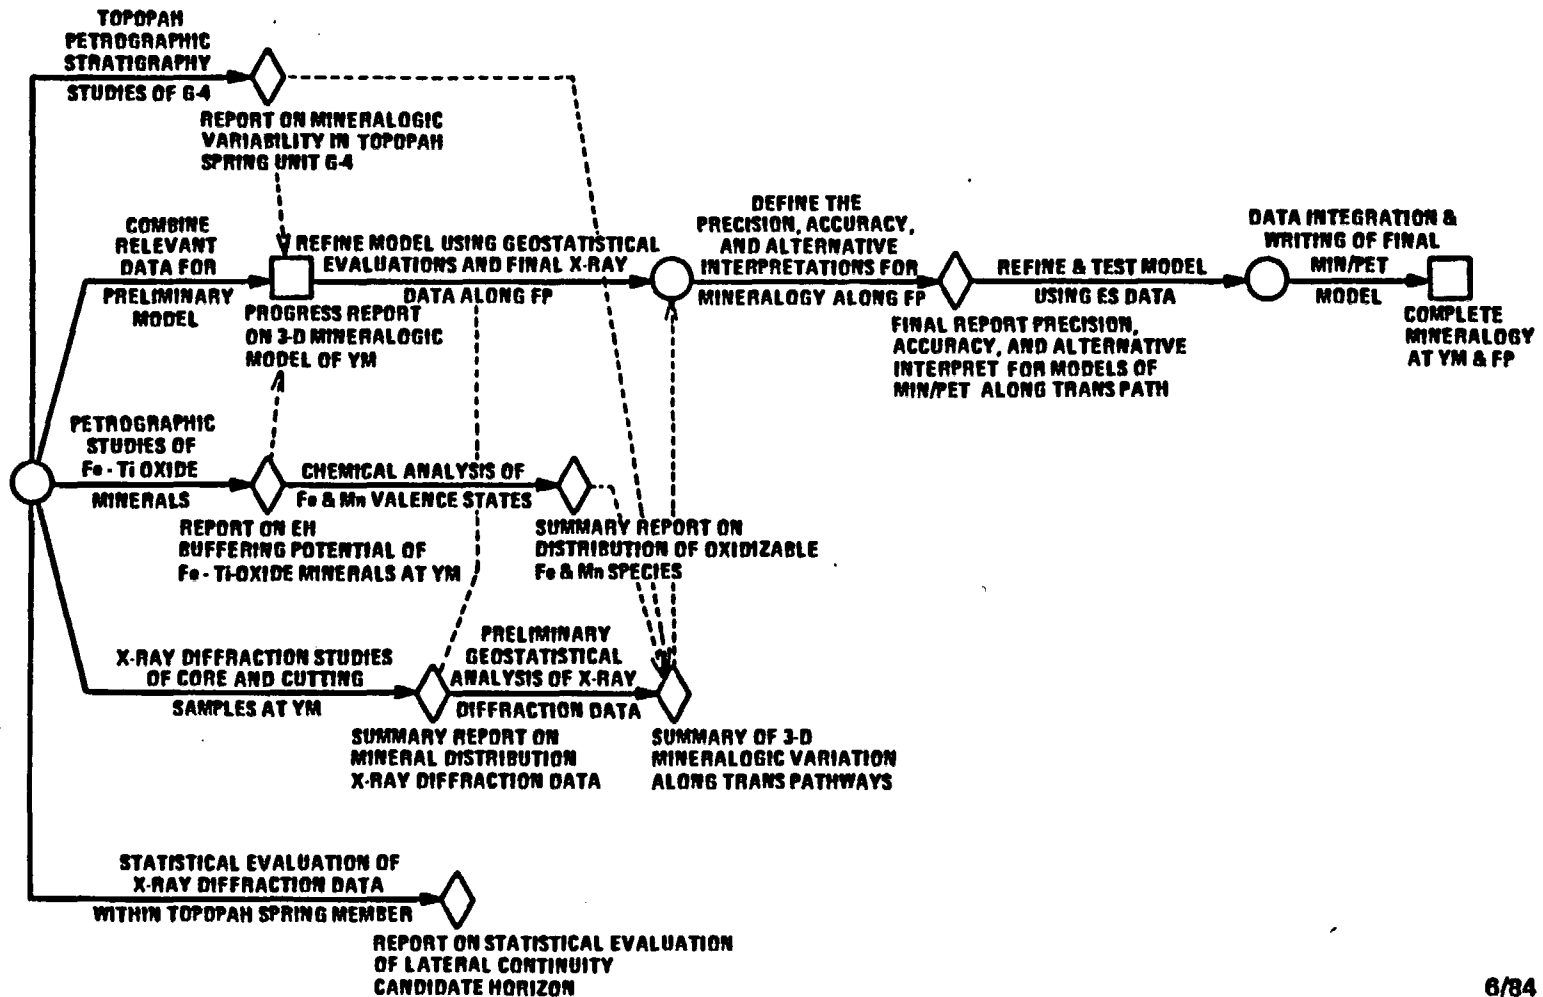 TOPOPAH
PETROGRAPHIC
STRATIGRAPHY
STUDIES OF G-4
REPORT ON MINERALOGIC
VARIABILITY IN TOPOPAH
SPRING UNIT G-4
COMBINE
RELEVANT
DATA FOR
PRELIMINARY
MODEL
PROGRESS REPORT
ON 3-D MINERALOGIC
MODEL OF YM
REFINE MODEL USING GEOSTATISTICAL
EVALUATIONS AND FINAL X-RAY
DATA ALONG FP
DEFINE THE
PRECISION, ACCURACY,
AND ALTERNATIVE
INTERPRETATIONS FOR
MINERALOGY ALONG FP
FINAL REPORT PRECISION,
ACCURACY, AND ALTERNATIVE
INTERPRET FOR MODELS OF
MIN/PET ALONG TRANS PATH
REFINE & TEST MODEL
USING ES DATA
DATA INTEGRATION &
WRITING OF FINAL
MIN/PET
MODEL
COMPLETE
MINERALOGY
AT YM & FP
PETROGRAPHIC
STUDIES OF
Fe-Ti OXIDE
MINERALS
REPORT ON EH
BUFFERING POTENTIAL OF
Fe-Ti-OXIDE MINERALS AT YM
CHEMICAL ANALYSIS OF
Fe & Mn VALENCE STATES
SUMMARY REPORT ON
DISTRIBUTION OF OXIDIZABLE
Fe & Mn SPECIES
X-RAY DIFFRACTION STUDIES
OF CORE AND CUTTING
SAMPLES AT YM
SUMMARY REPORT ON
MINERAL DISTRIBUTION
X-RAY DIFFRACTION DATA
PRELIMINARY
GEOSTATISTICAL
ANALYSIS OF X-RAY
DIFFRACTION DATA
SUMMARY OF 3-D
MINERALOGIC VARIATION
ALONG TRANS PATHWAYS
STATISTICAL EVALUATION OF
X-RAY DIFFRACTION DATA
WITHIN TOPOPAH SPRING MEMBER
REPORT ON STATISTICAL EVALUATION
OF LATERAL CONTINUITY
CANDIDATE HORIZON
6/84